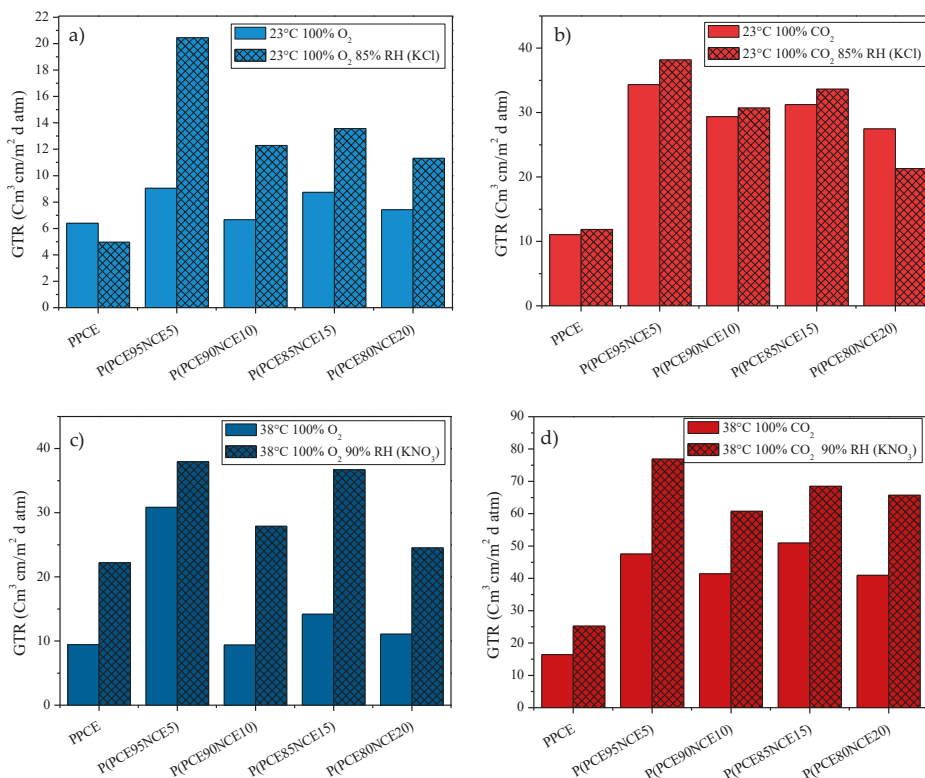 a)
23°C 100% O₂
23°C 100% O₂ 85% RH (KCl)
GTR (Cm³ cm/m² d atm)
22
20
18
16
14
12
10
8
6
4
2
0
PPCE
P(PCE95NCE5)
P(PCE90NCE10)
P(PCE85NCE15)
P(PCE80NCE20)
b)
23°C 100% CO₂
23°C 100% CO₂ 85% RH (KCl)
GTR (Cm³ cm/m² d atm)
40
30
20
10
0
PPCE
P(PCE95NCE5)
P(PCE90NCE10)
P(PCE85NCE15)
P(PCE80NCE20)
c)
38°C 100% O₂
38°C 100% O₂ 90% RH (KNO₃)
GTR (Cm³ cm/m² d atm)
40
30
20
10
0
PPCE
P(PCE95NCE5)
P(PCE90NCE10)
P(PCE85NCE15)
P(PCE80NCE20)
d)
38°C 100% CO₂
38°C 100% CO₂ 90% RH (KNO₃)
GTR (Cm³ cm/m² d atm)
90
80
70
60
50
40
30
20
10
0
PPCE
P(PCE95NCE5)
P(PCE90NCE10)
P(PCE85NCE15)
P(PCE80NCE20)